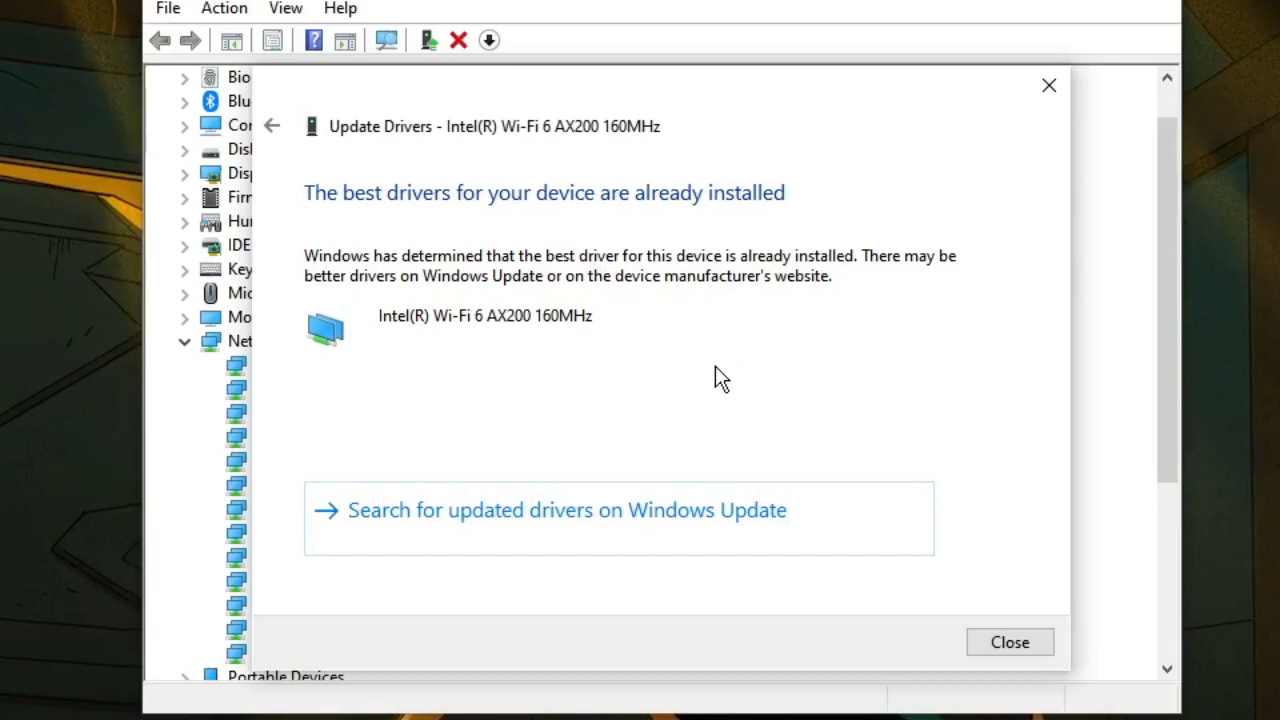 File Action View Help
Bio
Update Drivers - Intel(R) Wi-Fi 6 AX200 160MHz
Blu
Cor
Disl
Disp
Firr
Hur
IDE
Key
Mic
Mo
Net
Portable Devices
The best drivers for your device are already installed
Windows has determined that the best driver for this device is already installed. There may be
better drivers on Windows Update or on the device manufacturer's website.
Intel(R) Wi-Fi 6 AX200 160MHz
Search for updated drivers on Windows Update
Close